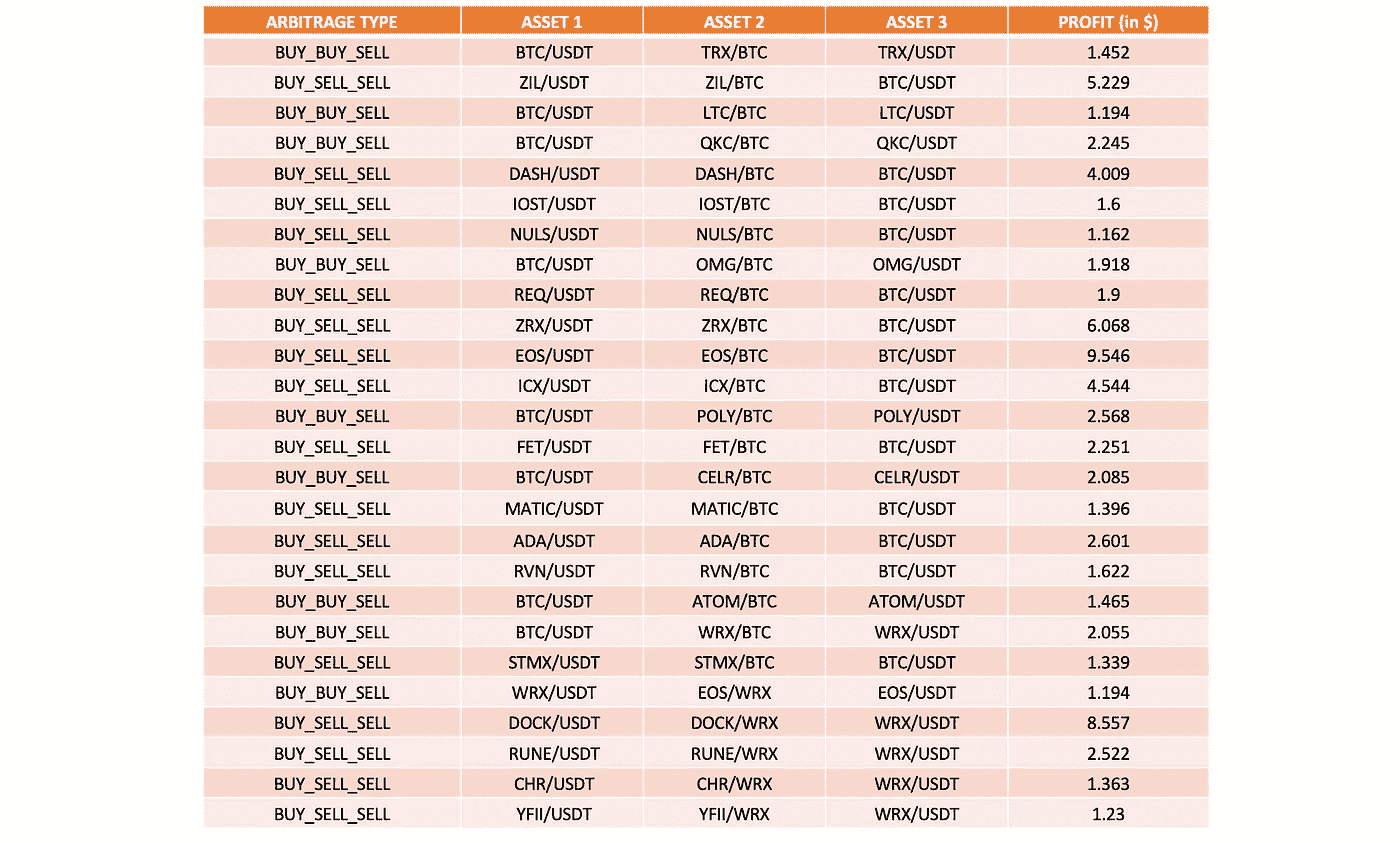 ARBITRAGE TYPE ASSET 1 ASSET 2 ASSET 3 PROFIT (in $)
BUY_BUY_SELL BTC/USDT TRX/BTC TRX/USDT 1.452
BUY_SELL_SELL ZIL/USDT ZIL/BTC BTC/USDT 5.229
BUY_BUY_SELL BTC/USDT LTC/BTC LTC/USDT 1.194
BUY_BUY_SELL BTC/USDT QKC/BTC QKC/USDT 2.245
BUY_SELL_SELL DASH/USDT DASH/BTC BTC/USDT 4.009
BUY_SELL_SELL IOST/USDT IOST/BTC BTC/USDT 1.6
BUY_SELL_SELL NULS/USDT NULS/BTC BTC/USDT 1.162
BUY_BUY_SELL BTC/USDT OMG/BTC OMG/USDT 1.918
BUY_SELL_SELL REQ/USDT REQ/BTC BTC/USDT 1.9
BUY_SELL_SELL ZRX/USDT ZRX/BTC BTC/USDT 6.068
BUY_SELL_SELL EOS/USDT EOS/BTC BTC/USDT 9.546
BUY_SELL_SELL ICX/USDT ICX/BTC BTC/USDT 4.544
BUY_BUY_SELL BTC/USDT POLY/BTC POLY/USDT 2.568
BUY_SELL_SELL FET/USDT FET/BTC BTC/USDT 2.251
BUY_BUY_SELL BTC/USDT CELR/BTC CELR/USDT 2.085
BUY_SELL_SELL MATIC/USDT MATIC/BTC BTC/USDT 1.396
BUY_SELL_SELL ADA/USDT ADA/BTC BTC/USDT 2.601
BUY_SELL_SELL RVN/USDT RVN/BTC BTC/USDT 1.622
BUY_BUY_SELL BTC/USDT ATOM/BTC ATOM/USDT 1.465
BUY_BUY_SELL BTC/USDT WRX/BTC WRX/USDT 2.055
BUY_SELL_SELL STMX/USDT STMX/BTC BTC/USDT 1.339
BUY_BUY_SELL WRX/USDT EOS/WRX EOS/USDT 1.194
BUY_SELL_SELL DOCK/USDT DOCK/WRX WRX/USDT 8.557
BUY_SELL_SELL RUNE/USDT RUNE/WRX WRX/USDT 2.522
BUY_SELL_SELL CHR/USDT CHR/WRX WRX/USDT 1.363
BUY_SELL_SELL YFII/USDT YFII/WRX WRX/USDT 1.23